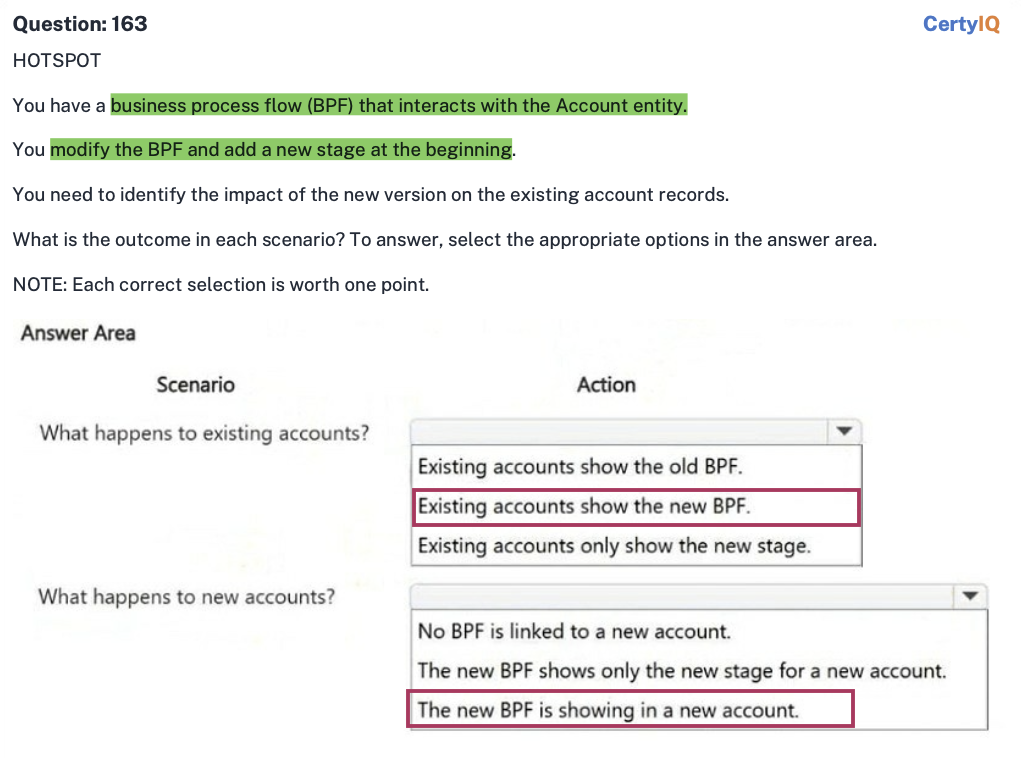 Question: 163
CertyIQ
HOTSPOT
You have a business process flow (BPF) that interacts with the Account entity.
You modify the BPF and add a new stage at the beginning.
You need to identify the impact of the new version on the existing account records.
What is the outcome in each scenario? To answer, select the appropriate options in the answer area.
NOTE: Each correct selection is worth one point.
Answer Area
Scenario
Action
What happens to existing accounts?
Existing accounts show the old BPF.
Existing accounts show the new BPF.
Existing accounts only show the new stage.
What happens to new accounts?
No BPF is linked to a new account.
The new BPF shows only the new stage for a new account.
The new BPF is showing in a new account.